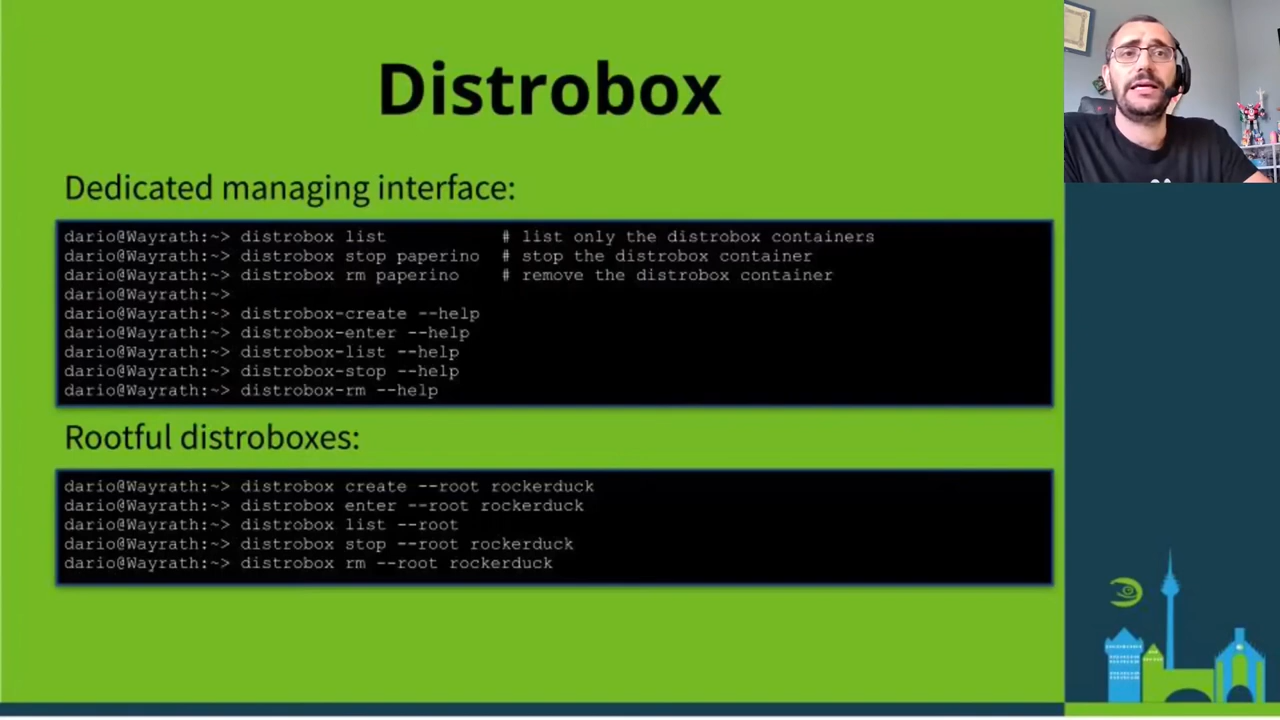 Distrobox
Dedicated managing interface:
dario@Wayrath:~> distrobox list # list only the distrobox containers
dario@Wayrath:~> distrobox stop paperino # stop the distrobox container
dario@Wayrath:~> distrobox rm paperino # remove the distrobox container
dario@Wayrath:~>
dario@Wayrath:~> distrobox-create --help
dario@Wayrath:~> distrobox-enter --help
dario@Wayrath:~> distrobox-list --help
dario@Wayrath:~> distrobox-stop --help
dario@Wayrath:~> distrobox-rm --help
Rootful distroboxes:
dario@Wayrath:~> distrobox create --root rockerduck
dario@Wayrath:~> distrobox enter --root rockerduck
dario@Wayrath:~> distrobox list --root
dario@Wayrath:~> distrobox stop --root rockerduck
dario@Wayrath:~> distrobox rm --root rockerduck